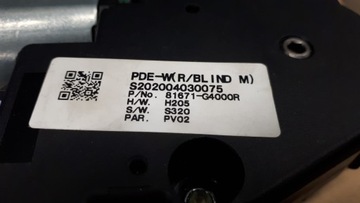 PDE-W(R/BLIND M)
S202004030075
P/No. 81671-G4000R
H/W. H205
S/W. S320
PAR. PV02